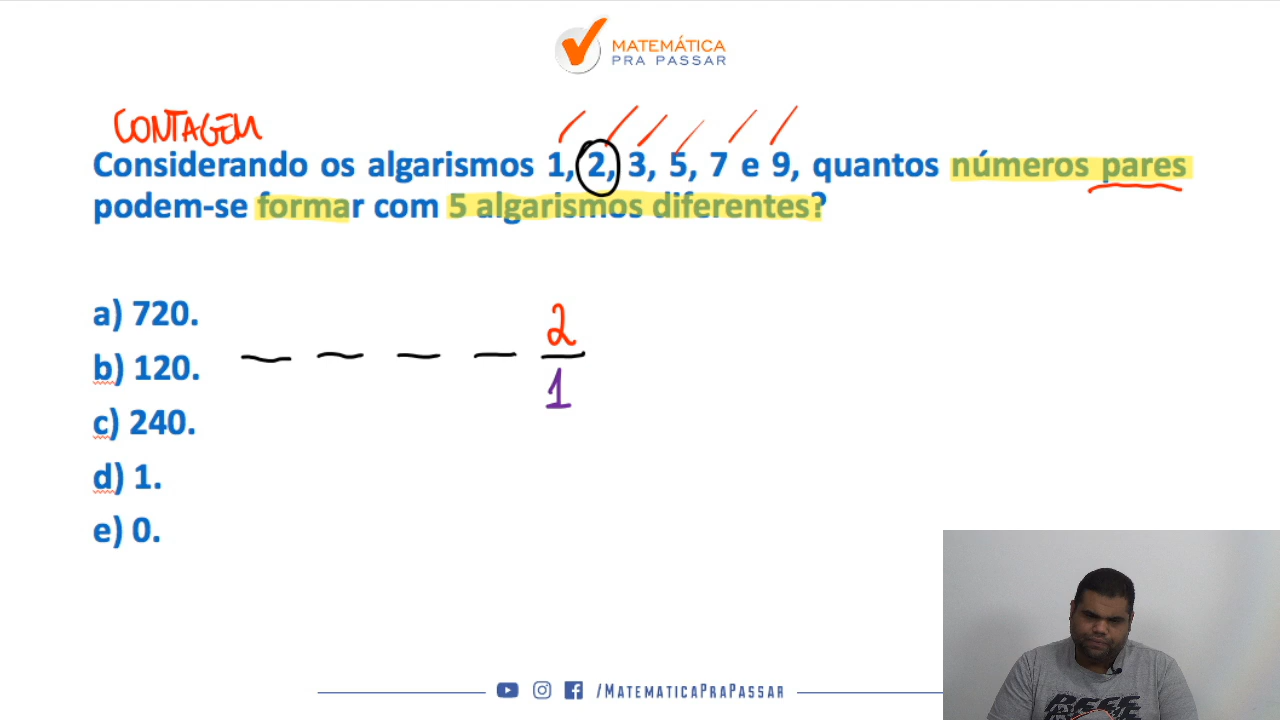 MATEMÁTICA
PRA PASSAR
CONTAGEM
Considerando os algarismos 1, 2, 3, 5, 7 e 9, quantos números pares
podem-se formar com 5 algarismos diferentes?
a) 720.
2
b) 120.
1
c) 240.
d) 1.
e) 0.
/MATEMATICAPRAPASSAR